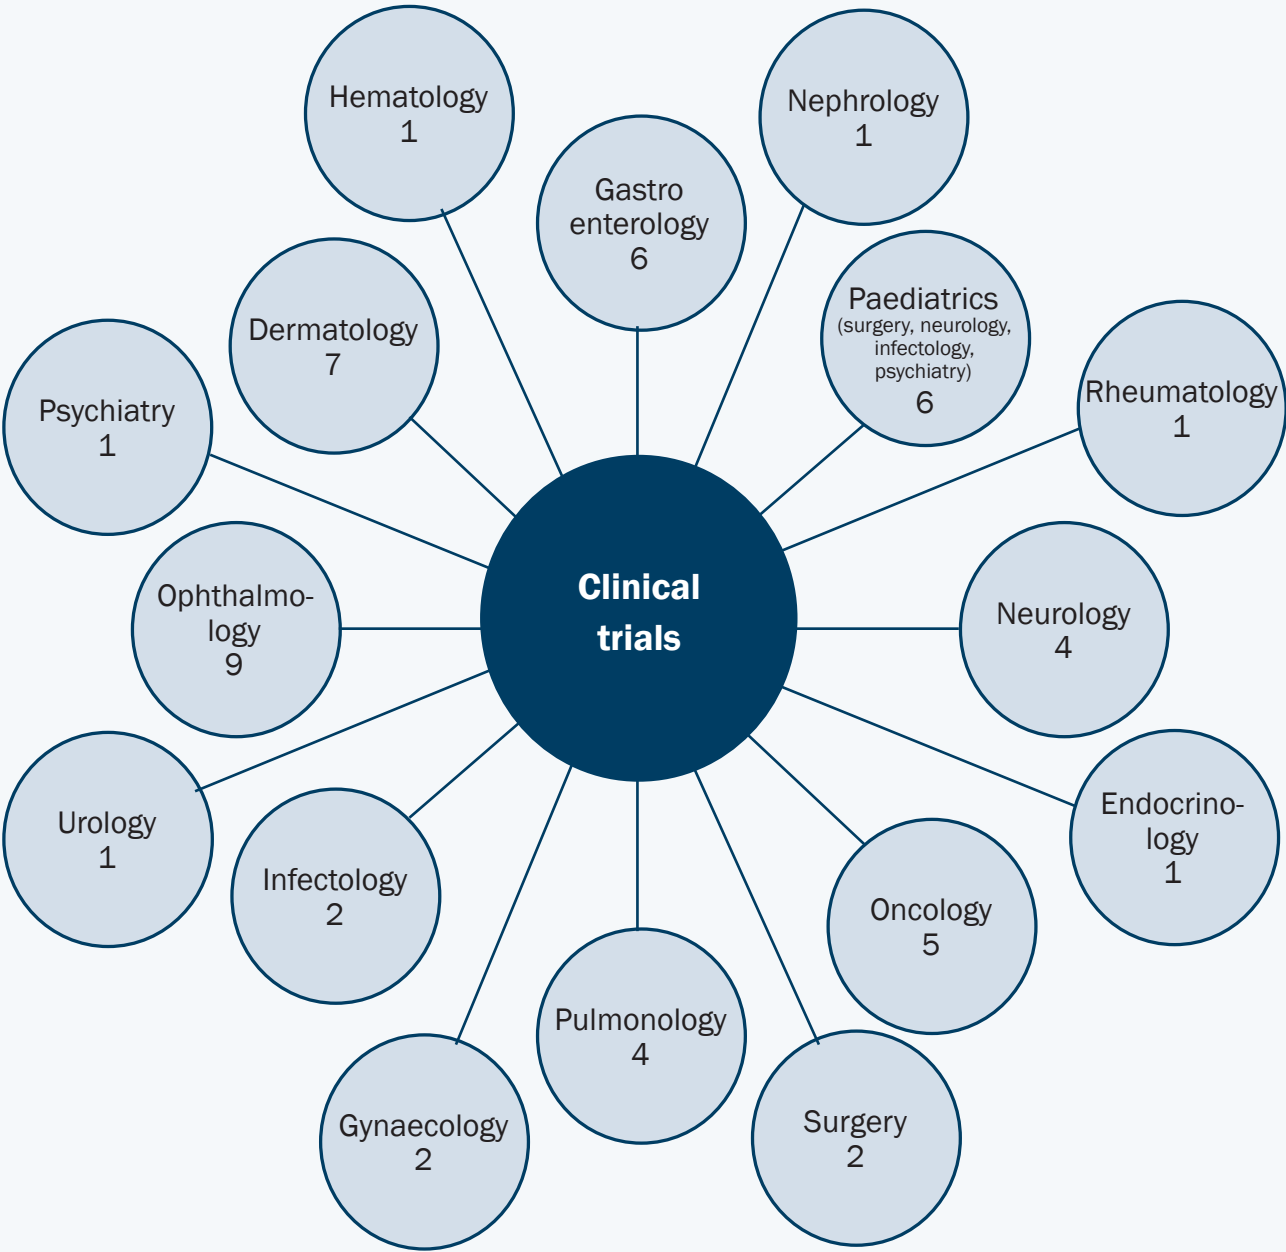 Hematology
1
Nephrology
1
Gastro
enterology
6
Paediatrics
(surgery, neurology,
infectology,
psychiatry)
6
Dermatology
7
Rheumatology
1
Psychiatry
1
Clinical
trials
Ophthalmo-
logy
9
Neurology
4
Urology
1
Endocrino-
logy
1
Infectology
2
Oncology
5
Pulmonology
4
Gynaecology
2
Surgery
2